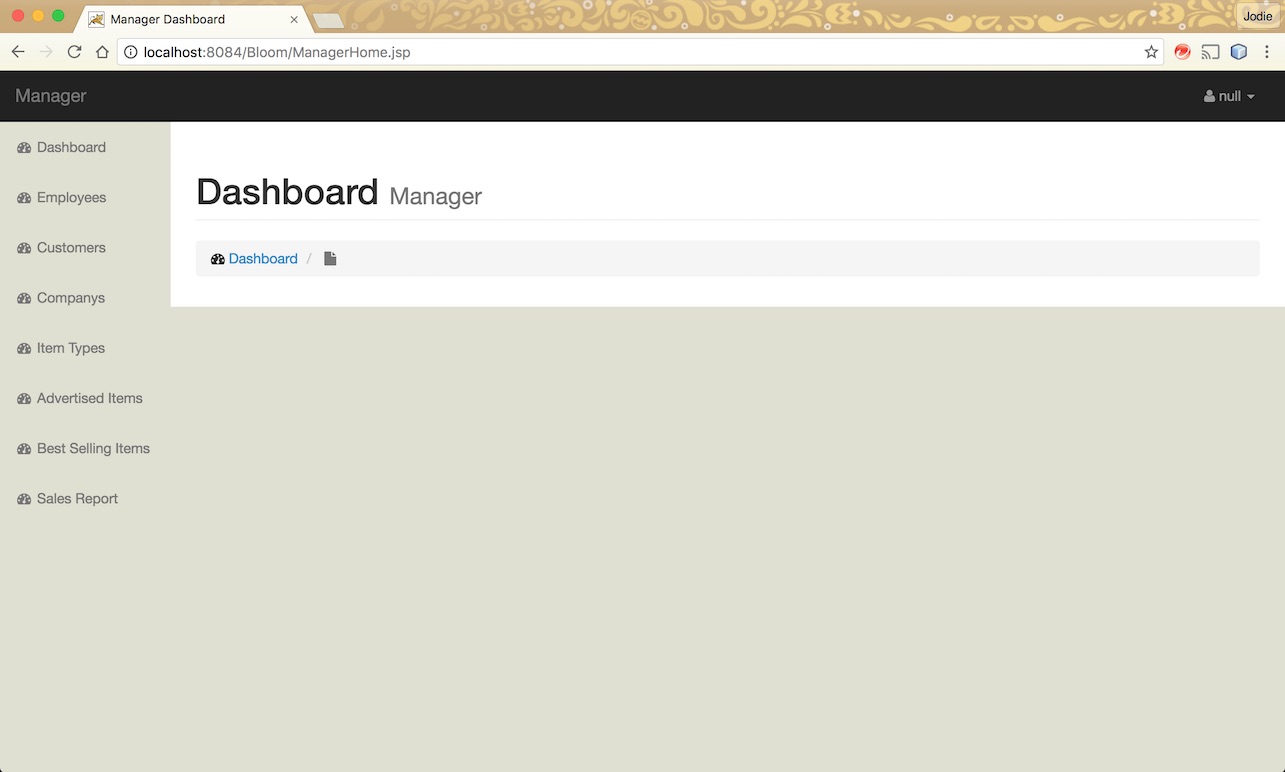 Manager Dashboard
Jodie
localhost:8084/Bloom/ManagerHome.jsp
Manager
null
Dashboard
Employees
Customers
Companys
Item Types
Advertised Items
Best Selling Items
Sales Report
Dashboard Manager
Dashboard /